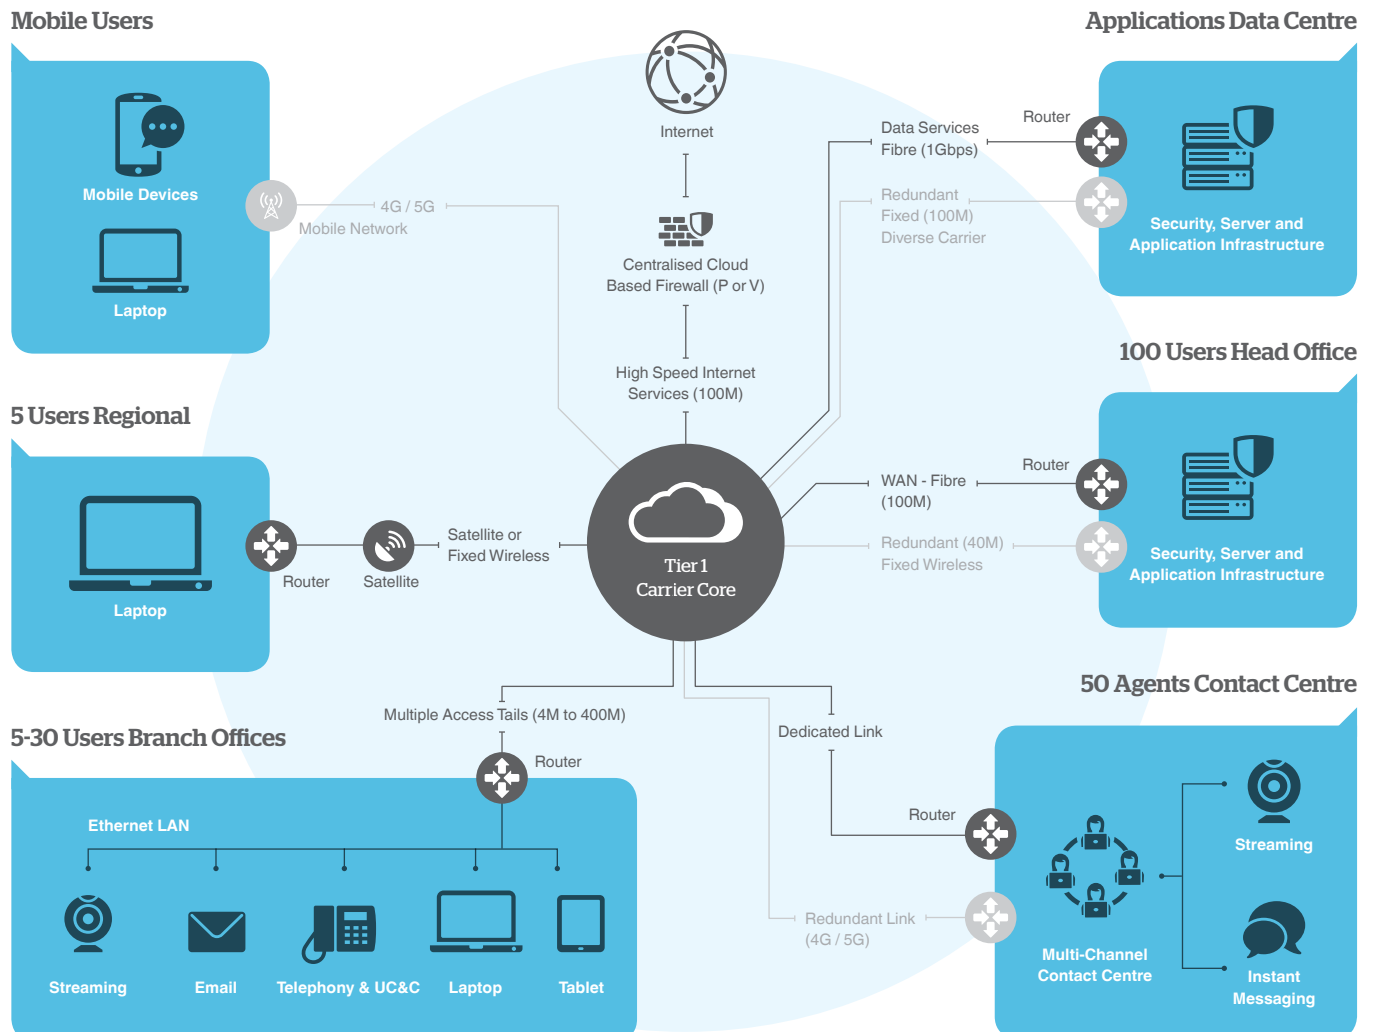 Mobile Users
Mobile Devices
Laptop
4G / 5G
Mobile Network
Internet
Centralised Cloud
Based Firewall (P or V)
High Speed Internet
Services (100M)
Applications Data Centre
Data Services
Fibre (1Gbps)
Router
Redundant
Fixed (100M)
Diverse Carrier
Security, Server and
Application Infrastructure
100 Users Head Office
WAN - Fibre
(100M)
Router
Redundant (40M)
Fixed Wireless
Security, Server and
Application Infrastructure
5 Users Regional
Laptop
Router
Satellite
Satellite or
Fixed Wireless
Tier 1
Carrier Core
5-30 Users Branch Offices
Multiple Access Tails (4M to 400M)
Router
Ethernet LAN
Streaming
Email
Telephony & UC&C
Laptop
Tablet
50 Agents Contact Centre
Dedicated Link
Router
Redundant Link
(4G / 5G)
Multi-Channel
Contact Centre
Streaming
Instant
Messaging